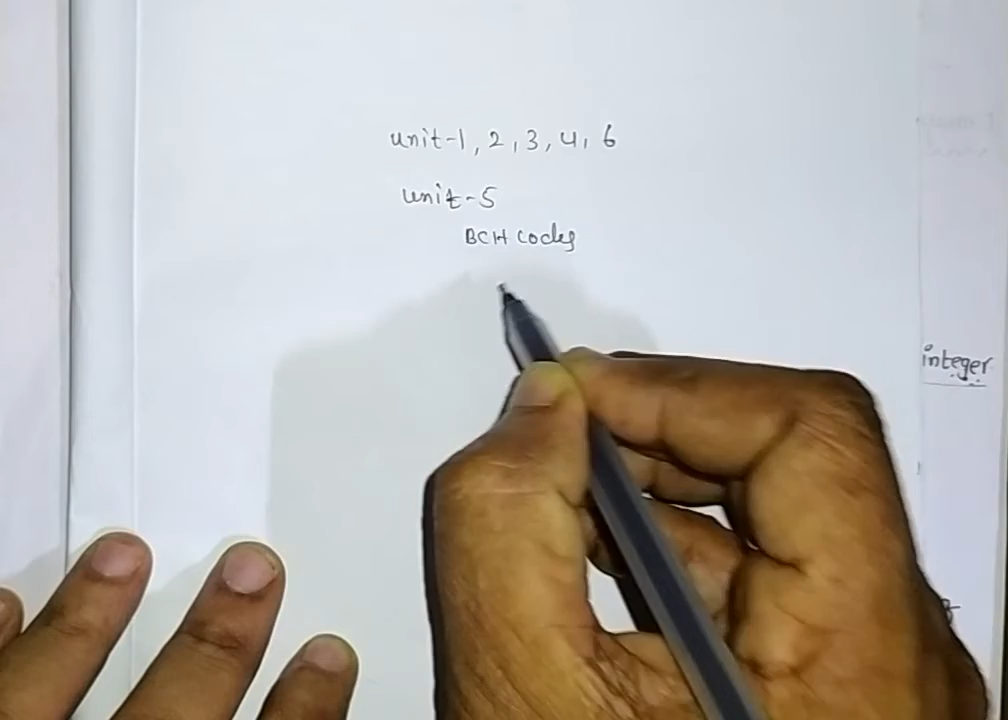 unit-1, 2, 3, 4, 6
unit-5
BCH codes
integer